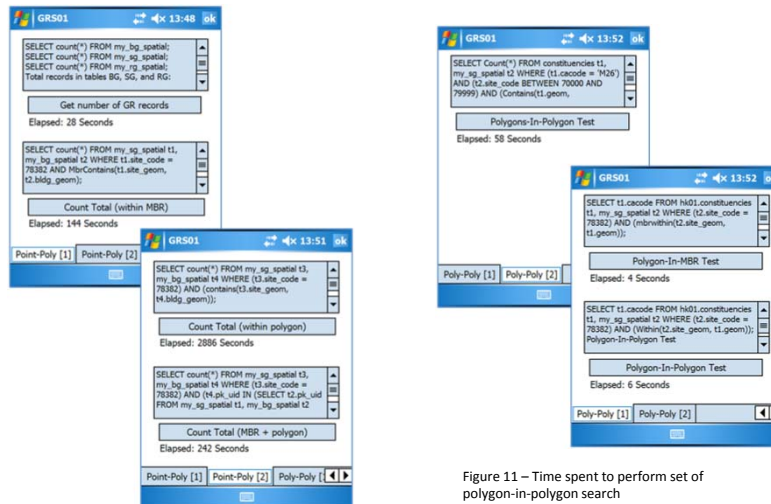 GRS01
13:48
ok
SELECT count(*) FROM my_bg_spatial;
SELECT count(*) FROM my_sg_spatial;
SELECT count(*) FROM my_rg_spatial;
Total records in tables BG, SG, and RG:
Get number of GR records
Elapsed: 28 Seconds
SELECT count(*) FROM my_sg_spatial t1,
my_bg_spatial t2 WHERE t1.site_code =
78382 AND MbrContains(t1.site_geom,
t2.bldg_geom);
Count Total (within MBR)
Elapsed: 144 Seconds
Point-Poly [1]
Point-Poly [2]
GRS01
13:51
ok
SELECT count(*) FROM my_sg_spatial t3,
my_bg_spatial t4 WHERE (t3.site_code =
78382) AND (contains(t3.site_geom,
t4.bldg_geom));
Count Total (within polygon)
Elapsed: 2886 Seconds
SELECT count(*) FROM my_sg_spatial t3,
my_bg_spatial t4 WHERE (t3.site_code =
78382) AND (t4.pk_uid IN (SELECT t2.pk_uid
FROM my_sg_spatial t1, my_bg_spatial t2
Count Total (MBR + polygon)
Elapsed: 242 Seconds
Point-Poly [1]
Point-Poly [2]
Poly-Poly [
GRS01
13:52
ok
SELECT Count(*) FROM constituencies t1,
my_sg_spatial t2 WHERE (t1.cacode = 'M26')
AND (t2.site_code BETWEEN 70000 AND
79999) AND (Contains(t1.geom,
Polygons-In-Polygon Test
Elapsed: 58 Seconds
Poly-Poly [1]
Poly-Poly [2]
GRS01
13:52
SELECT t1.cacode FROM hk01.constituencies
t1, my_sg_spatial t2 WHERE (t2.site_code =
78382) AND (mbrwithin(t2.site_geom,
t1.geom));
Polygon-In-MBR Test
Elapsed: 4 Seconds
SELECT t1.cacode FROM hk01.constituencies
t1, my_sg_spatial t2 WHERE (t2.site_code =
78382) AND (Within(t2.site_geom, t1.geom));
Polygon-In-Polygon Test
Polygon-In-Polygon Test
Elapsed: 6 Seconds
Poly-Poly [1]
Poly-Poly [2]
Figure 11 – Time spent to perform set of
polygon-in-polygon search